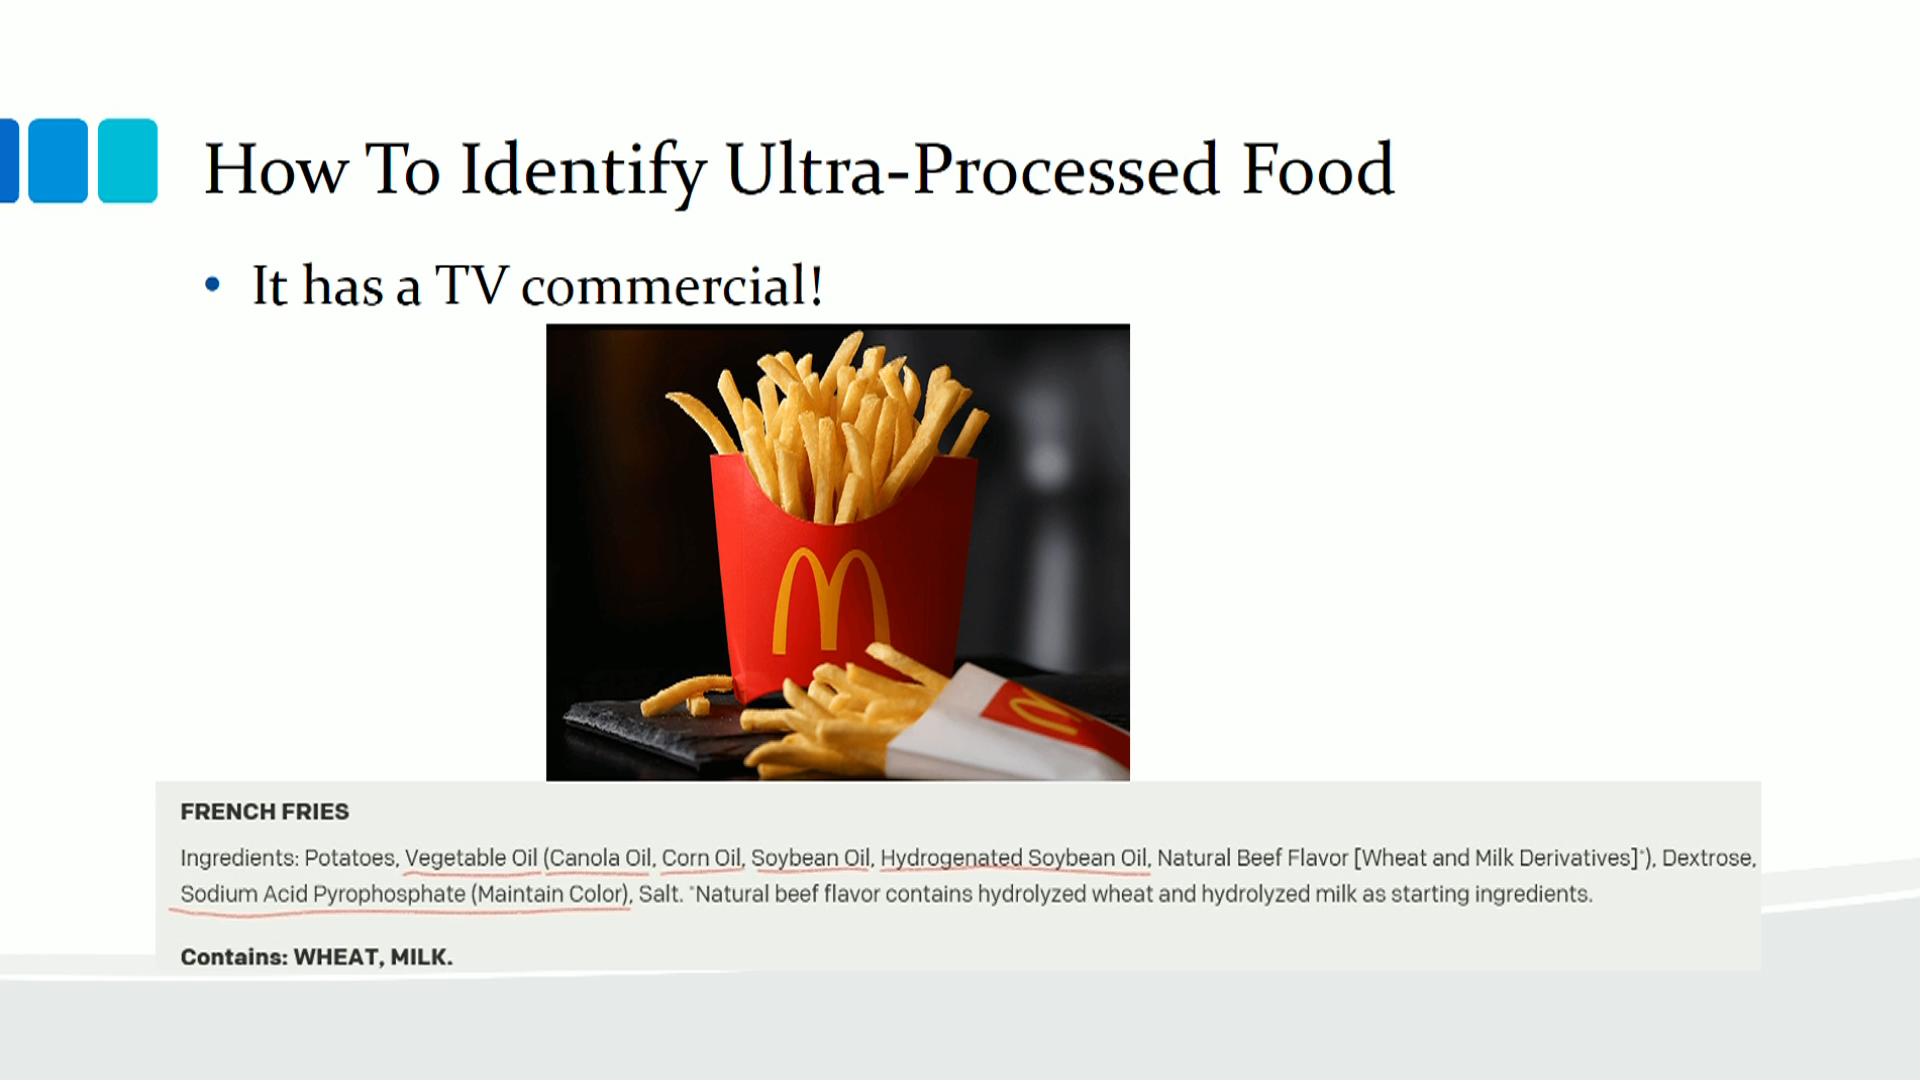 How To Identify Ultra-Processed Food
• It has a TV commercial!
FRENCH FRIES
Ingredients: Potatoes, Vegetable Oil (Canola Oil, Corn Oil, Soybean Oil, Hydrogenated Soybean Oil, Natural Beef Flavor [Wheat and Milk Derivatives]*), Dextrose,
Sodium Acid Pyrophosphate (Maintain Color), Salt. *Natural beef flavor contains hydrolyzed wheat and hydrolyzed milk as starting ingredients.
Contains: WHEAT, MILK.